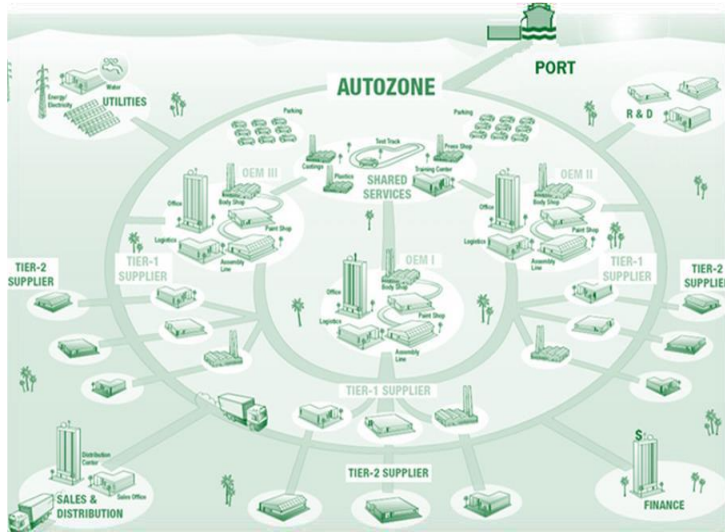 PORT
AUTOZONE
Water
Energy/
Electricity
UTILITIES
R & D
Parking
Parking
Test Track
Press Shop
Castings
Plastics
Training Center
SHARED
SERVICES
OEM III
Office
Body Shop
Paint Shop
Logistics
Assembly
Line
OEM II
Office
Body Shop
Paint Shop
Logistics
Assembly
Line
OEM I
Office
Body Shop
Paint Shop
Logistics
Assembly
Line
TIER-2
SUPPLIER
TIER-1
SUPPLIER
TIER-1
SUPPLIER
TIER-2
SUPPLIER
TIER-1 SUPPLIER
TIER-2 SUPPLIER
Distribution
Center
Sales Office
SALES &
DISTRIBUTION
S
FINANCE